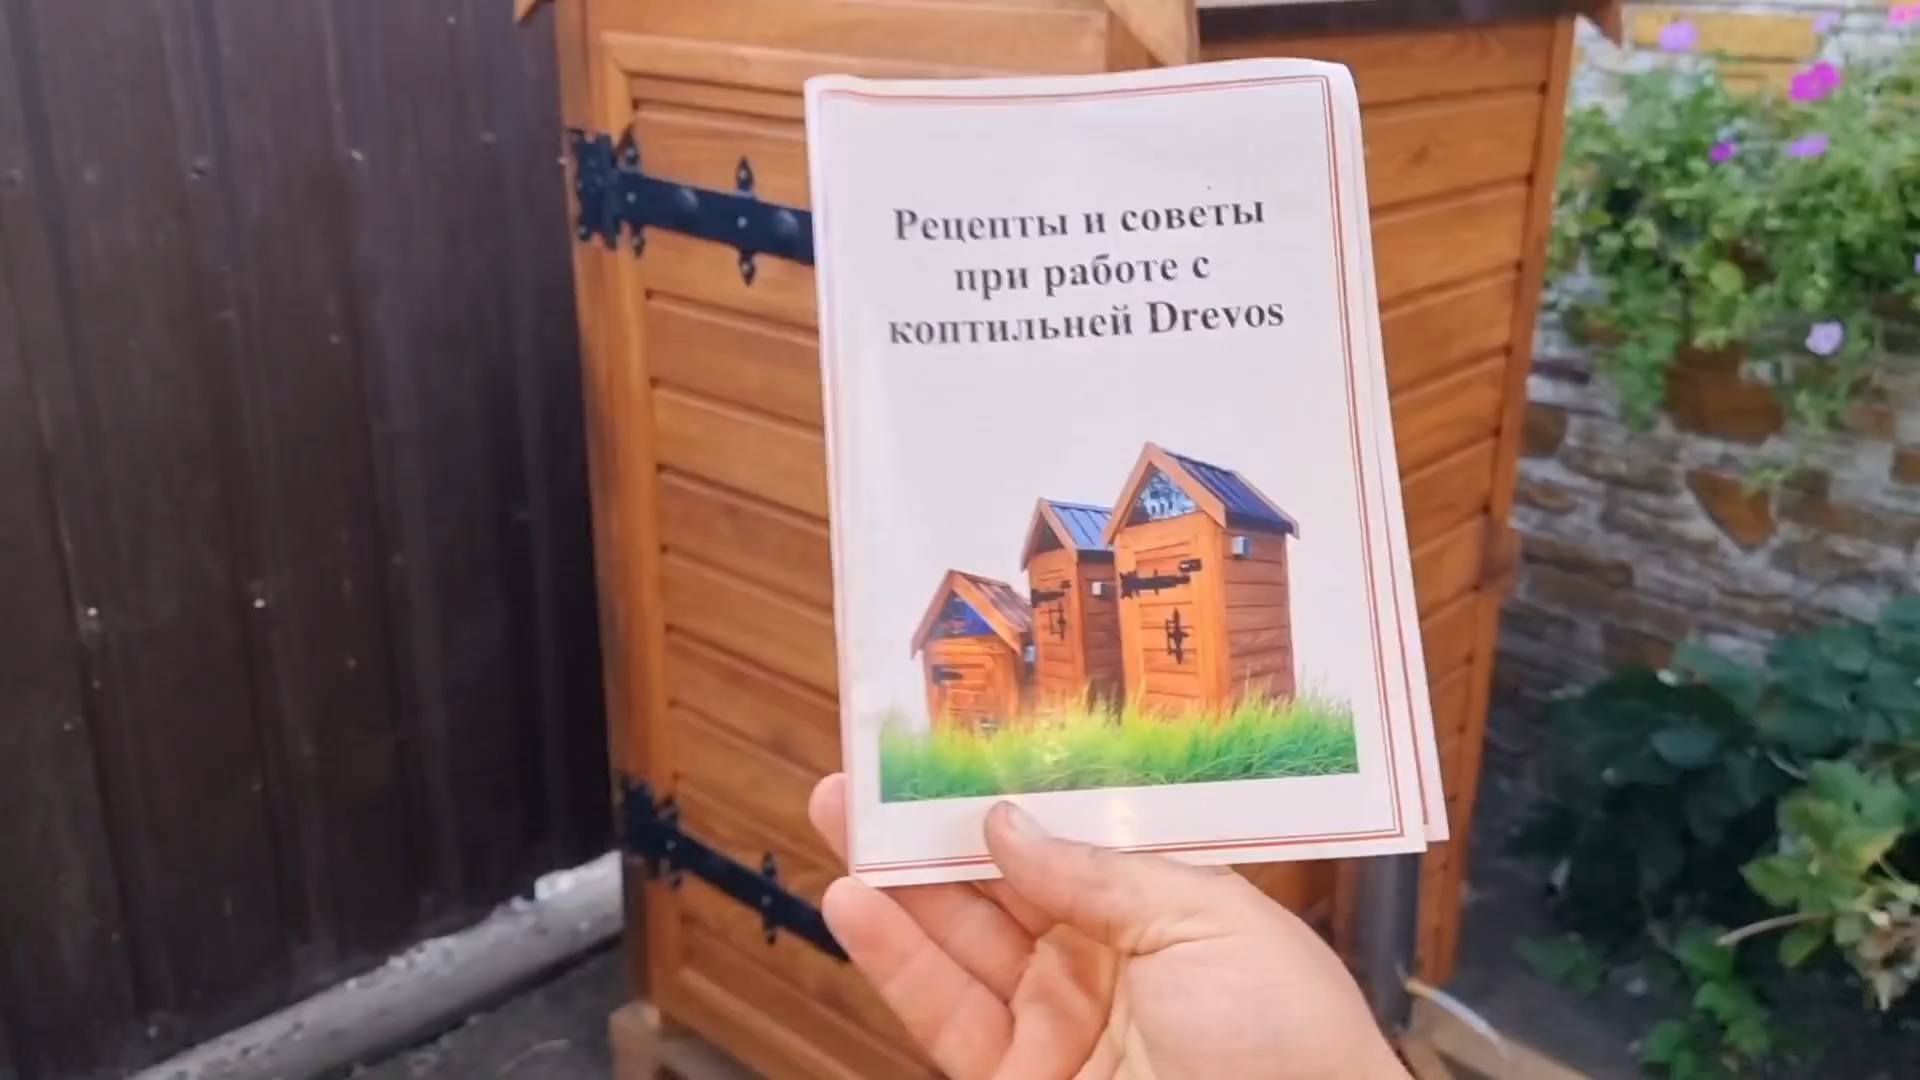 Рецепты и советы
при работе с
коптильней Drevos